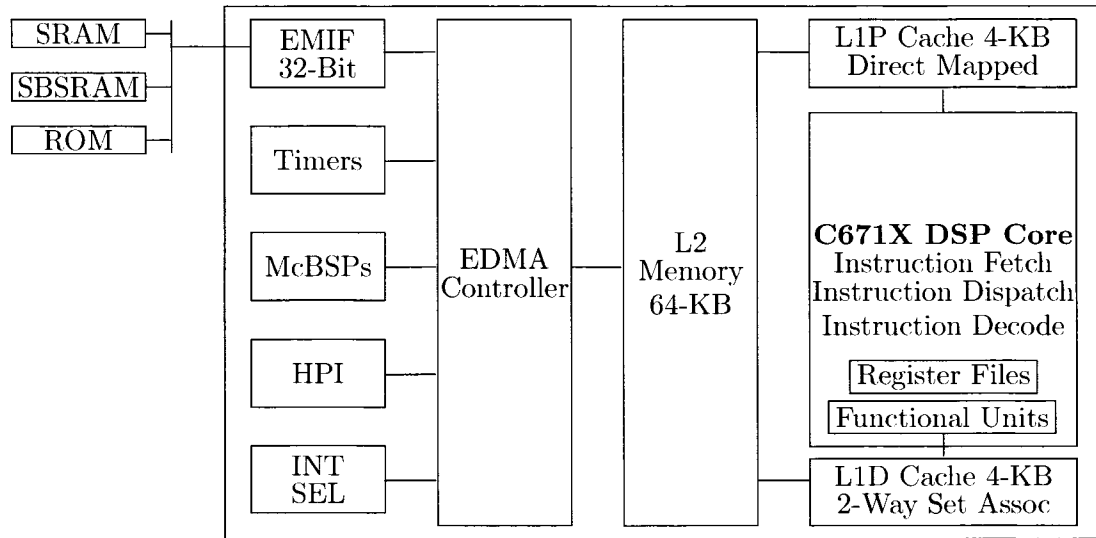 SRAM
SBSRAM
ROM
EMIF
32-Bit
Timers
McBSPs
HPI
INT
SEL
EDMA
Controller
L2
Memory
64-KB
L1P Cache 4-KB
Direct Mapped
C671X DSP Core
Instruction Fetch
Instruction Dispatch
Instruction Decode
Register Files
Functional Units
L1D Cache 4-KB
2-Way Set Assoc